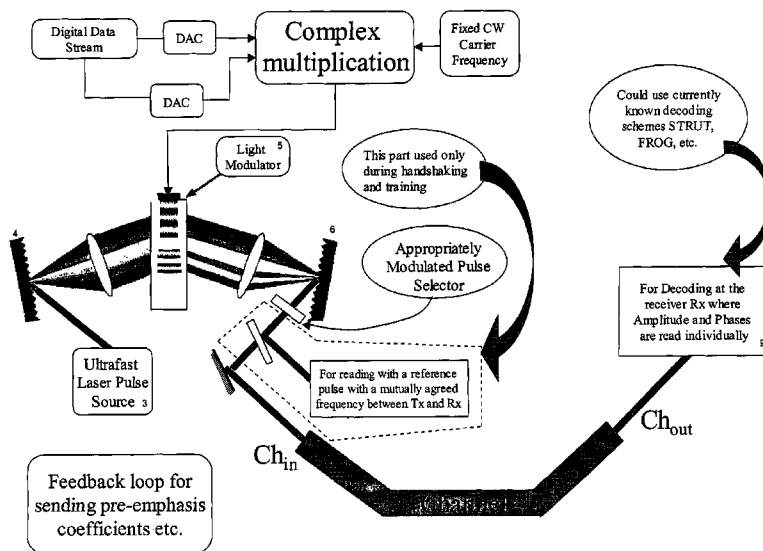 Digital Data
Stream
DAC
DAC
Complex
multiplication
Fixed CW
Carrier
Frequency
Could use currently
known decoding
schemes STRUT,
FROG, etc.
Light 5
Modulator
This part used only
during handshaking
and training
4
6
Appropriately
Modulated Pulse
Selector
For Decoding at the
receiver Rx where
Amplitude and Phases
are read individually 9
Ultrafast
Laser Pulse
Source 3
For reading with a reference
pulse with a mutually agreed
frequency between Tx and Rx
Ch_in
Ch_out
Channel
Feedback loop for
sending pre-emphasis
coefficients etc.